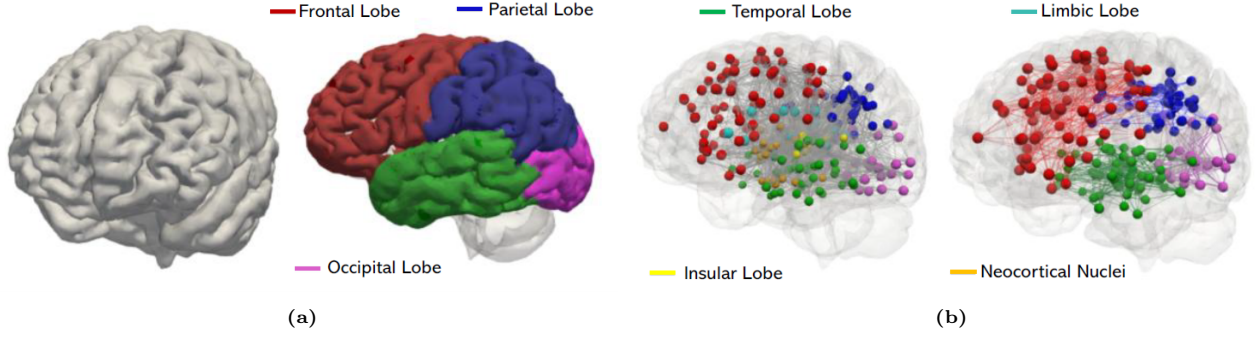 Frontal Lobe
Parietal Lobe
Temporal Lobe
Limbic Lobe
Occipital Lobe
Insular Lobe
Neocortical Nuclei
(a)
(b)